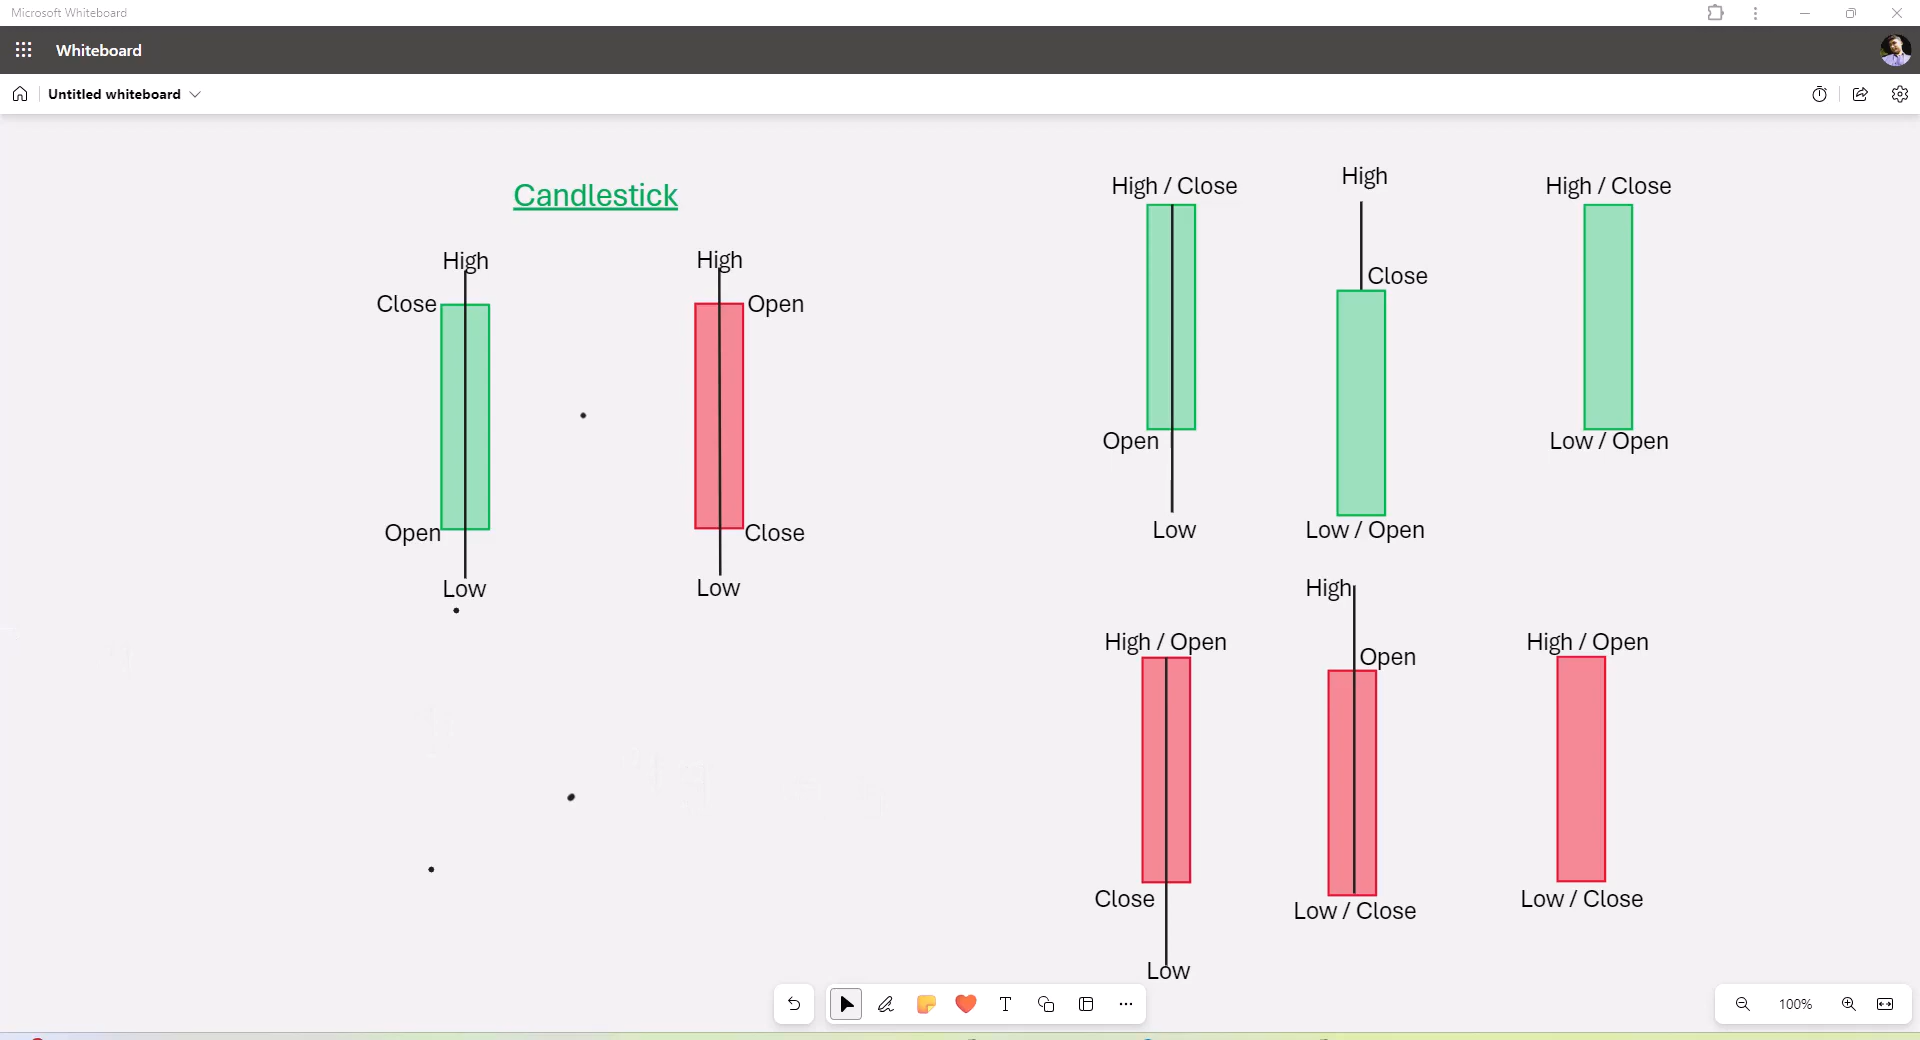 Microsoft Whiteboard
Whiteboard
Untitled whiteboard
Candlestick
High
Close
Open
Low
High
Open
Close
Low
High / Close
Open
Low
High
Close
Low / Open
High / Close
Low / Open
High / Open
Close
Low
High
Open
Low / Close
High / Open
Low / Close
T
100%